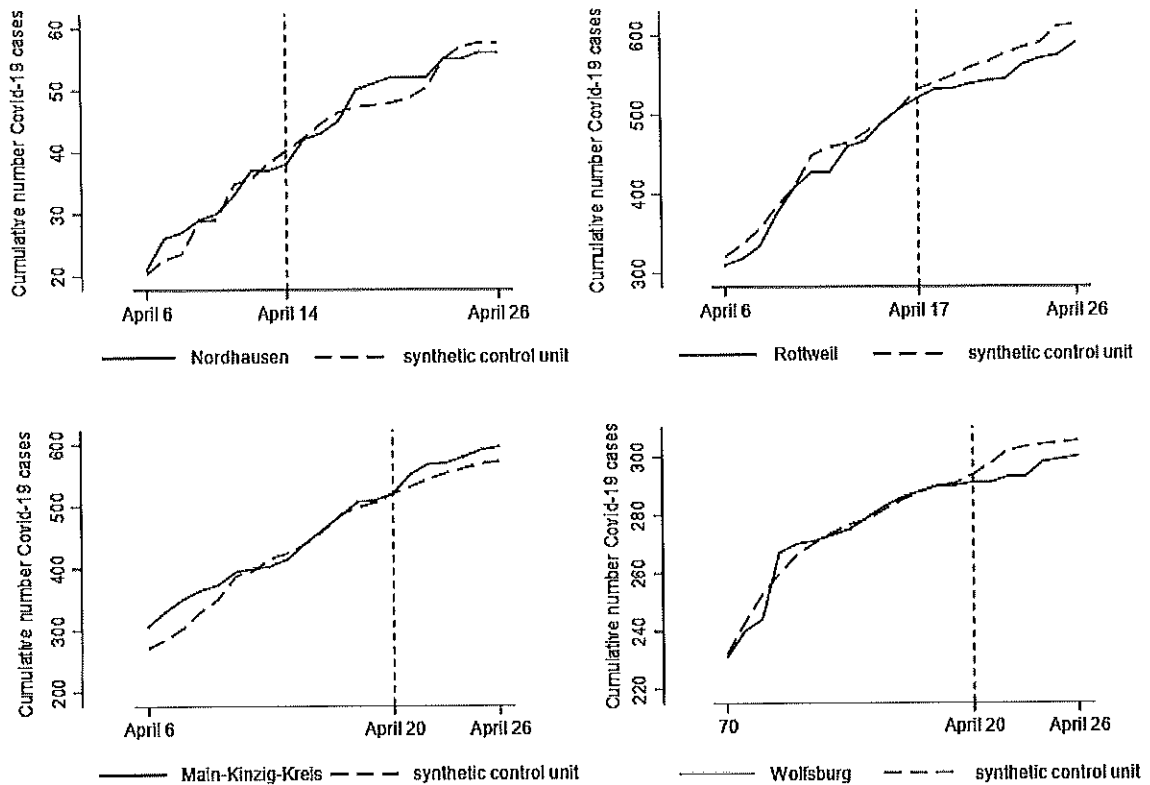 Cumulative number Covid-19 cases
60
50
40
30
20
April 6 April 14 April 26
Nordhausen synthetic control unit
Cumulative number Covid-19 cases
600
500
400
300
April 6 April 17 April 26
Rottweil synthetic control unit
Cumulative number Covid-19 cases
600
500
400
300
200
April 6 April 20 April 26
Main-Kinzig-Kreis synthetic control unit
Cumulative number Covid-19 cases
300
280
260
240
220
70 April 20 April 26
Wolfsburg synthetic control unit